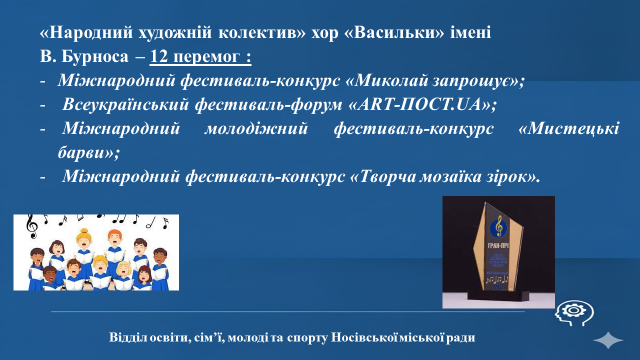 «Народний художній колектив» хор «Васильки» імені
В. Бурноса – 12 перемог :
- Міжнародний фестиваль-конкурс «Миколай запрошує»;
- Всеукраїнський фестиваль-форум «ART-ПОСТ.UA»;
- Міжнародний молодіжний фестиваль-конкурс «Мистецькі
барви»;
- Міжнародний фестиваль-конкурс «Творча мозаїка зірок».
ГРАН-ПРІ
Відділ освіти, сім’ї, молоді та спорту Носівської міської ради